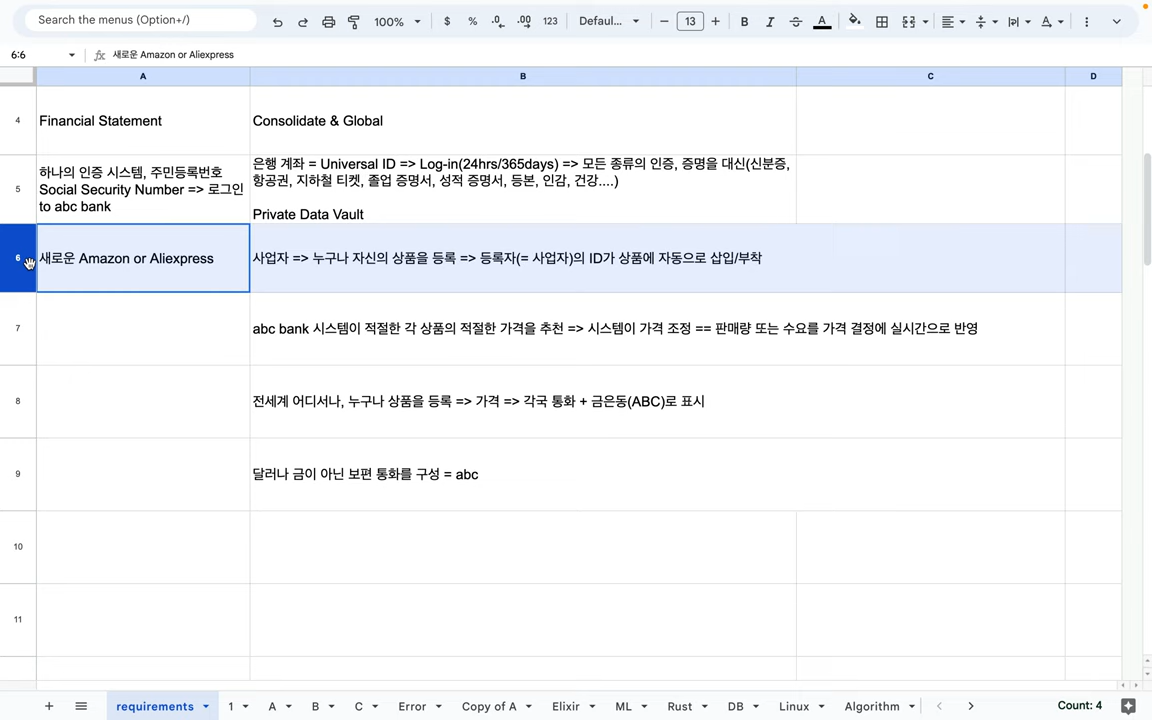 Search the menus (Option+/)
100%
$
%
.0
.00
123
Defaul...
13
B
I
A
A
6:6
fx
새로운 Amazon or Aliexpress
A
B
C
D
4
Financial Statement
Consolidate & Global
5
하나의 인증 시스템, 주민등록번호
Social Security Number => 로그인
to abc bank
은행 계좌 = Universal ID => Log-in(24hrs/365days) => 모든 종류의 인증, 증명을 대신(신분증,
항공권, 지하철 티켓, 졸업 증명서, 성적 증명서, 등본, 인감, 건강....)
Private Data Vault
6
새로운 Amazon or Aliexpress
사업자 => 누구나 자신의 상품을 등록 => 등록자(= 사업자)의 ID가 상품에 자동으로 삽입/부착
7
abc bank 시스템이 적절한 각 상품의 적절한 가격을 추천 => 시스템이 가격 조정 == 판매량 또는 수요를 가격 결정에 실시간으로 반영
8
전세계 어디서나, 누구나 상품을 등록 => 가격 => 각국 통화 + 금은동(ABC)로 표시
9
달러나 금이 아닌 보편 통화를 구성 = abc
10
11
requirements
1
A
B
C
Error
Copy of A
Elixir
ML
Rust
DB
Linux
Algorithm
Count: 4